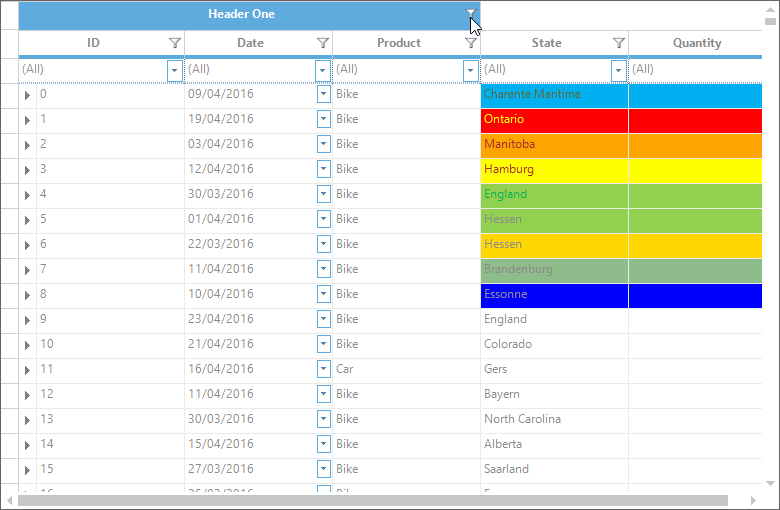 Header One
ID Date Product State Quantity
(All) (All) (All) (All) (All)
0 09/04/2016 Bike Charente Maritime
1 19/04/2016 Bike Ontario
2 03/04/2016 Bike Manitoba
3 12/04/2016 Bike Hamburg
4 30/03/2016 Bike England
5 01/04/2016 Bike Hessen
6 22/03/2016 Bike Hessen
7 11/04/2016 Bike Brandenburg
8 10/04/2016 Bike Essonne
9 23/04/2016 Bike England
10 21/04/2016 Bike Colorado
11 16/04/2016 Car Gers
12 11/04/2016 Bike Bayern
13 30/03/2016 Bike North Carolina
14 15/04/2016 Bike Alberta
15 27/03/2016 Bike Saarland